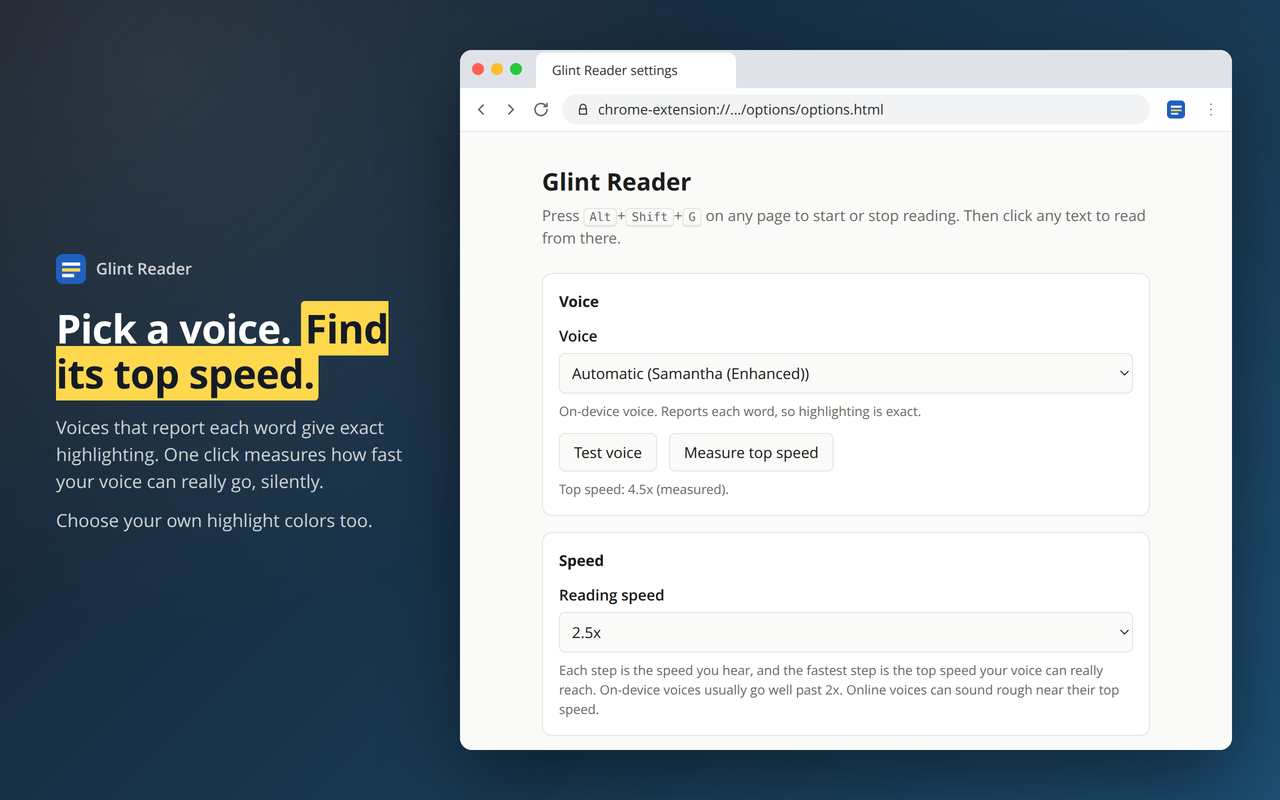 Glint Reader
Pick a voice. Find
its top speed.
Voices that report each word give exact
highlighting. One click measures how fast
your voice can really go, silently.
Choose your own highlight colors too.
Glint Reader settings
chrome-extension://.../options/options.html
Glint Reader
Press Alt+Shift+G on any page to start or stop reading. Then click any text to read
from there.
Voice
Voice
Automatic (Samantha (Enhanced))
On-device voice. Reports each word, so highlighting is exact.
Test voice Measure top speed
Top speed: 4.5x (measured).
Speed
Reading speed
2.5x
Each step is the speed you hear, and the fastest step is the top speed your voice can really
reach. On-device voices usually go well past 2x. Online voices can sound rough near their top
speed.